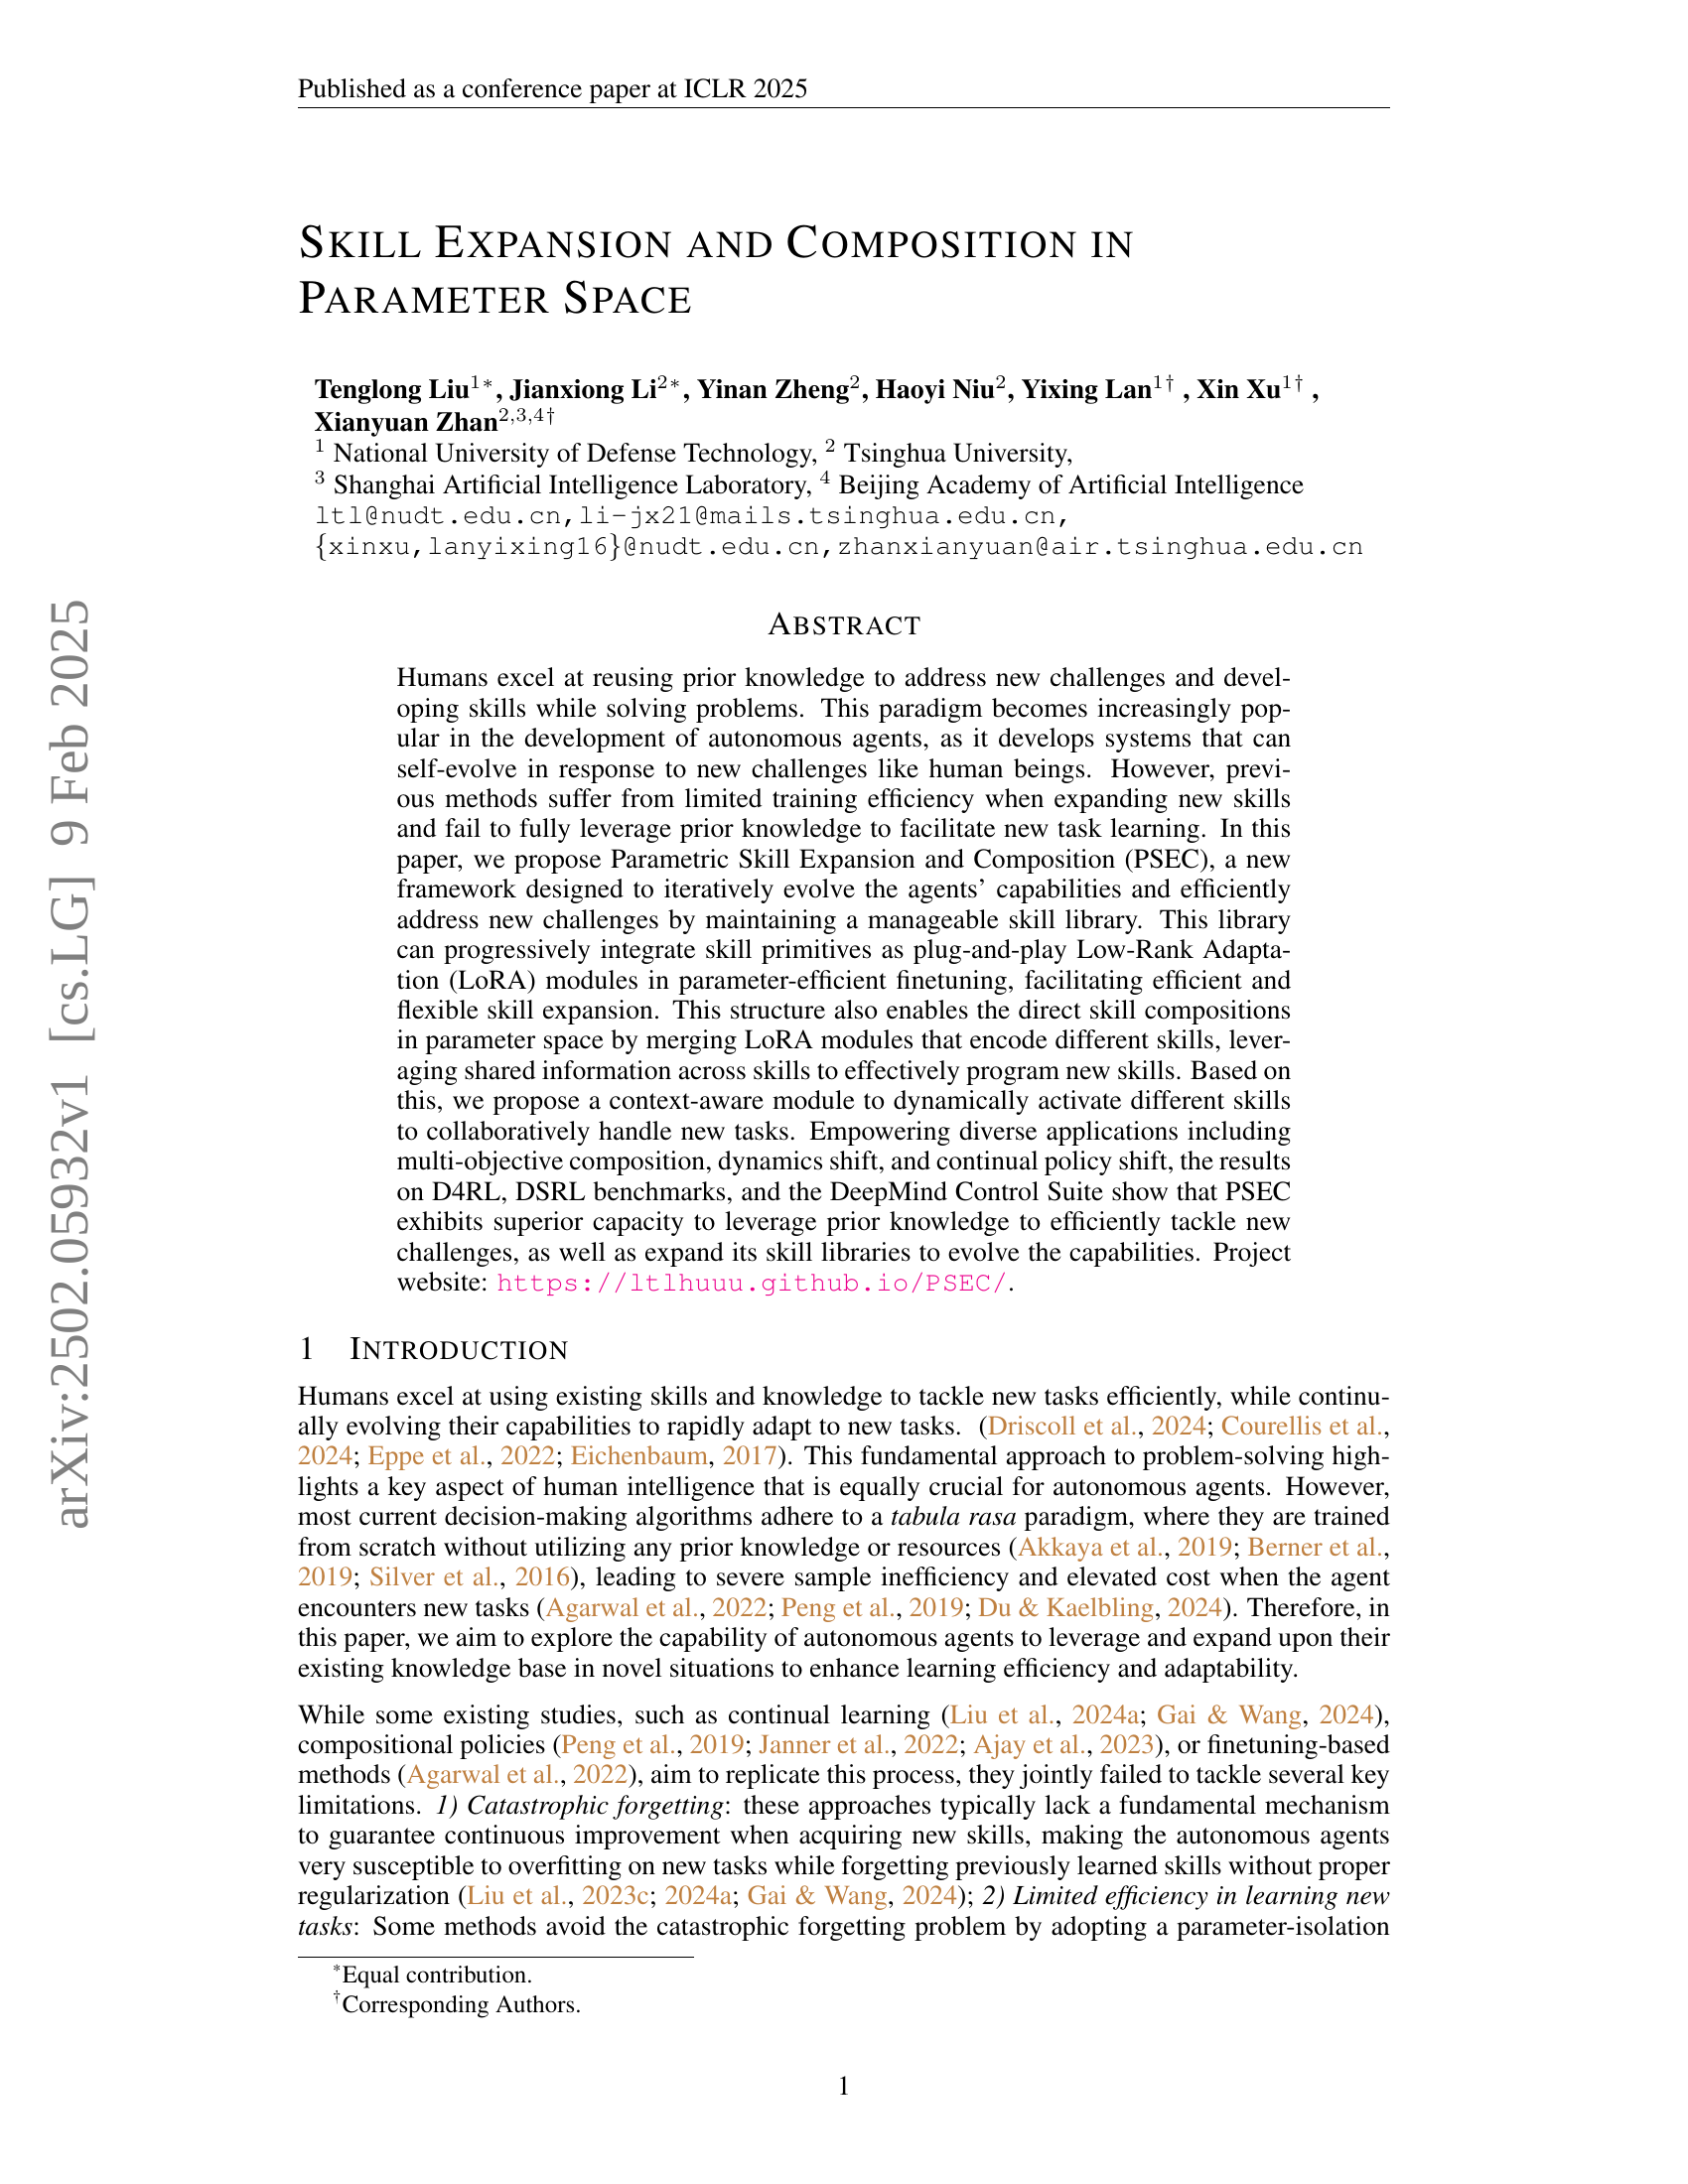 Published as a conference paper at ICLR 2025
SKILL EXPANSION AND COMPOSITION IN
PARAMETER SPACE
Tenglong Liu1*, Jianxiong Li2*, Yinan Zheng2, Haoyi Niu2, Yixing Lan1† , Xin Xu1† ,
Xianyuan Zhan2,3,4†
1 National University of Defense Technology, 2 Tsinghua University,
3 Shanghai Artificial Intelligence Laboratory, 4 Beijing Academy of Artificial Intelligence
ltl@nudt.edu.cn,li-jx21@mails.tsinghua.edu.cn,
{xinxu,lanyixing16}@nudt.edu.cn,zhanxianyuan@air.tsinghua.edu.cn
ABSTRACT
Humans excel at reusing prior knowledge to address new challenges and devel-
oping skills while solving problems. This paradigm becomes increasingly pop-
ular in the development of autonomous agents, as it develops systems that can
self-evolve in response to new challenges like human beings. However, previ-
ous methods suffer from limited training efficiency when expanding new skills
and fail to fully leverage prior knowledge to facilitate new task learning. In this
paper, we propose Parametric Skill Expansion and Composition (PSEC), a new
framework designed to iteratively evolve the agents' capabilities and efficiently
address new challenges by maintaining a manageable skill library. This library
can progressively integrate skill primitives as plug-and-play Low-Rank Adapta-
tion (LoRA) modules in parameter-efficient finetuning, facilitating efficient and
flexible skill expansion. This structure also enables the direct skill compositions
in parameter space by merging LoRA modules that encode different skills, lever-
aging shared information across skills to effectively program new skills. Based on
this, we propose a context-aware module to dynamically activate different skills
to collaboratively handle new tasks. Empowering diverse applications including
multi-objective composition, dynamics shift, and continual policy shift, the results
on D4RL, DSRL benchmarks, and the DeepMind Control Suite show that PSEC
exhibits superior capacity to leverage prior knowledge to efficiently tackle new
challenges, as well as expand its skill libraries to evolve the capabilities. Project
website: https://ltlhuuu.github.io/PSEC/.
1 INTRODUCTION
Humans excel at using existing skills and knowledge to tackle new tasks efficiently, while continu-
ally evolving their capabilities to rapidly adapt to new tasks. (Driscoll et al., 2024; Courellis et al.,
2024; Eppe et al., 2022; Eichenbaum, 2017). This fundamental approach to problem-solving high-
lights a key aspect of human intelligence that is equally crucial for autonomous agents. However,
most current decision-making algorithms adhere to a tabula rasa paradigm, where they are trained
from scratch without utilizing any prior knowledge or resources (Akkaya et al., 2019; Berner et al.,
2019; Silver et al., 2016), leading to severe sample inefficiency and elevated cost when the agent
encounters new tasks (Agarwal et al., 2022; Peng et al., 2019; Du & Kaelbling, 2024). Therefore, in
this paper, we aim to explore the capability of autonomous agents to leverage and expand upon their
existing knowledge base in novel situations to enhance learning efficiency and adaptability.
While some existing studies, such as continual learning (Liu et al., 2024a; Gai & Wang, 2024),
compositional policies (Peng et al., 2019; Janner et al., 2022; Ajay et al., 2023), or finetuning-based
methods (Agarwal et al., 2022), aim to replicate this process, they jointly failed to tackle several key
limitations. 1) Catastrophic forgetting: these approaches typically lack a fundamental mechanism
to guarantee continuous improvement when acquiring new skills, making the autonomous agents
very susceptible to overfitting on new tasks while forgetting previously learned skills without proper
regularization (Liu et al., 2023c; 2024a; Gai & Wang, 2024); 2) Limited efficiency in learning new
tasks: Some methods avoid the catastrophic forgetting problem by adopting a parameter-isolation
*Equal contribution.
†Corresponding Authors.
1
arXiv:2502.05932v1 [cs.LG] 9 Feb 2025